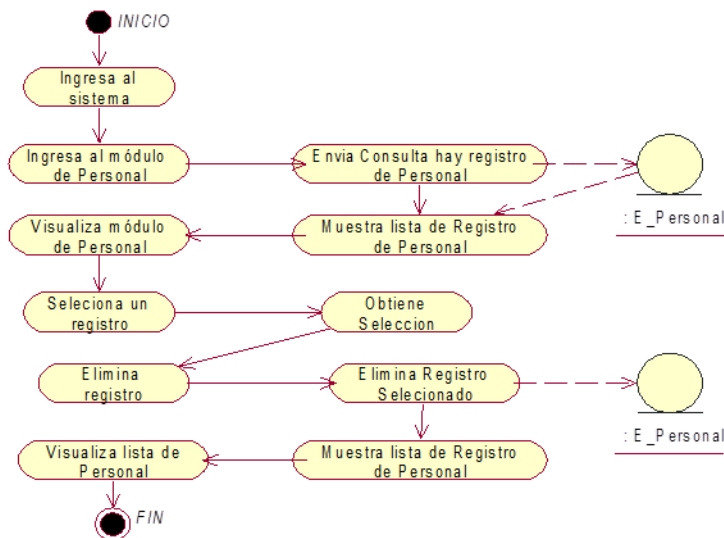 INICIO
Ingresa al
sistema
Ingresa al módulo
de Personal
Envia Consulta hay registro
de Personal
: E_Personal
Visualiza módulo
de Personal
Muestra lista de Registro
de Personal
Seleciona un
registro
Obtiene
Seleccion
Elimina
registro
Elimina Registro
Selecionado
: E_Personal
Visualiza lista de
Personal
Muestra lista de Registro
de Personal
FIN